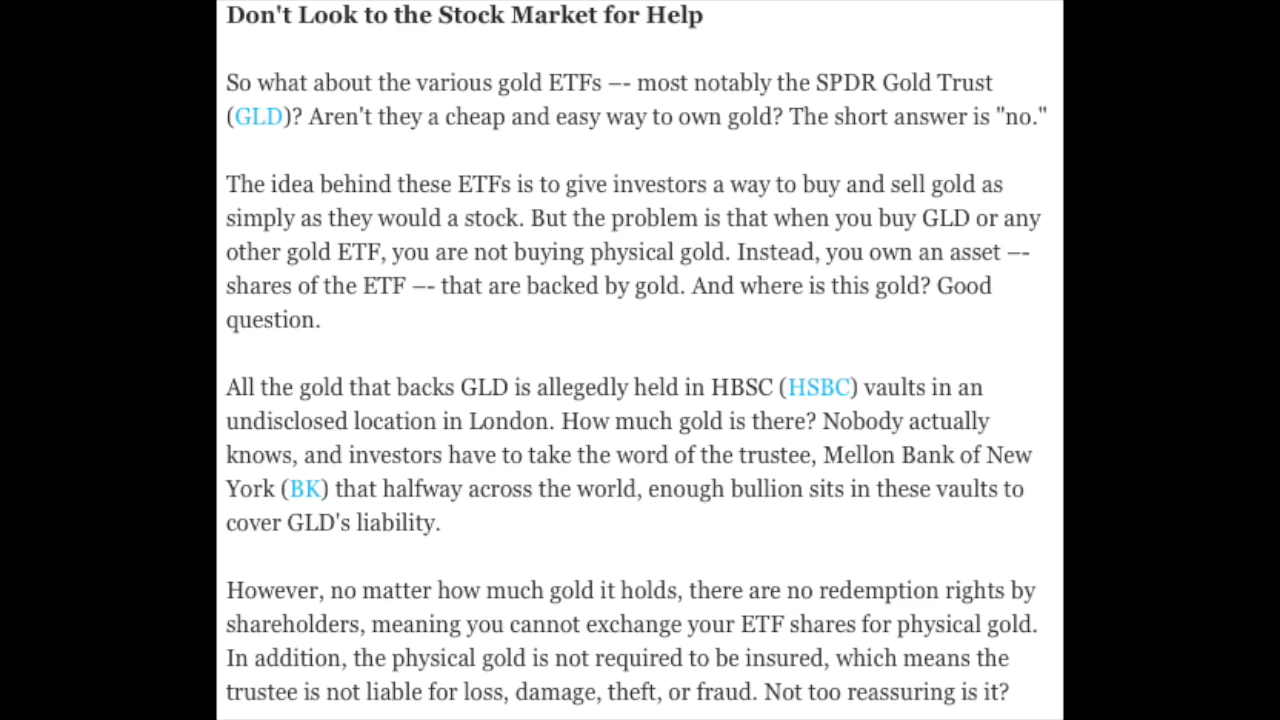 Don't Look to the Stock Market for Help
So what about the various gold ETFs –- most notably the SPDR Gold Trust
(GLD)? Aren't they a cheap and easy way to own gold? The short answer is "no."
The idea behind these ETFs is to give investors a way to buy and sell gold as
simply as they would a stock. But the problem is that when you buy GLD or any
other gold ETF, you are not buying physical gold. Instead, you own an asset –-
shares of the ETF –- that are backed by gold. And where is this gold? Good
question.
All the gold that backs GLD is allegedly held in HBSC (HSBC) vaults in an
undisclosed location in London. How much gold is there? Nobody actually
knows, and investors have to take the word of the trustee, Mellon Bank of New
York (BK) that halfway across the world, enough bullion sits in these vaults to
cover GLD's liability.
However, no matter how much gold it holds, there are no redemption rights by
shareholders, meaning you cannot exchange your ETF shares for physical gold.
In addition, the physical gold is not required to be insured, which means the
trustee is not liable for loss, damage, theft, or fraud. Not too reassuring is it?